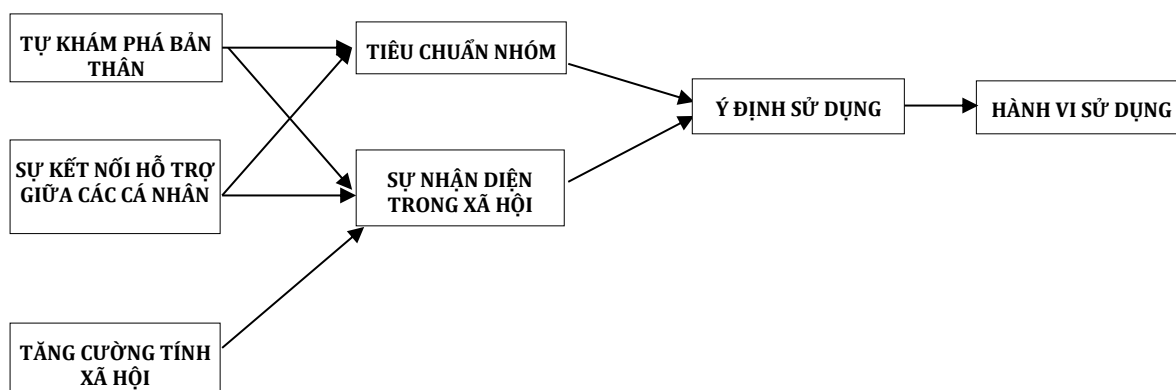 TỰ KHÁM PHÁ BẢN
THÂN
TIÊU CHUẨN NHÓM
Ý ĐỊNH SỬ DỤNG
HÀNH VI SỬ DỤNG
SỰ KẾT NỐI HỖ TRỢ
GIỮA CÁC CÁ NHÂN
SỰ NHẬN DIỆN
TRONG XÃ HỘI
TĂNG CƯỜNG TÍNH
XÃ HỘI